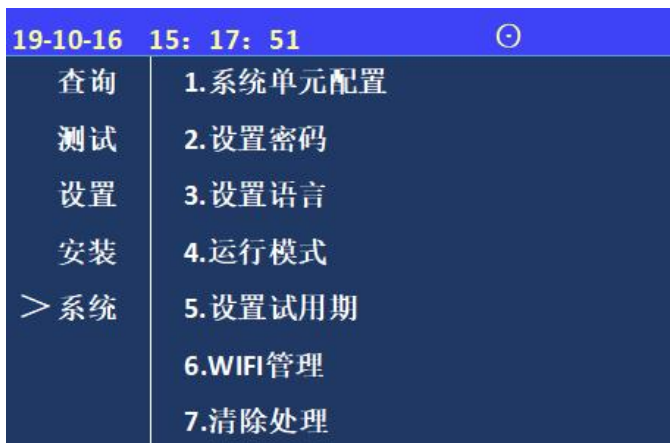 19-10-16 15：17：51
查询 1.系统单元配置
测试 2.设置密码
设置 3.设置语言
安装 4.运行模式
＞系统 5.设置试用期
6.WIFI管理
7.清除处理